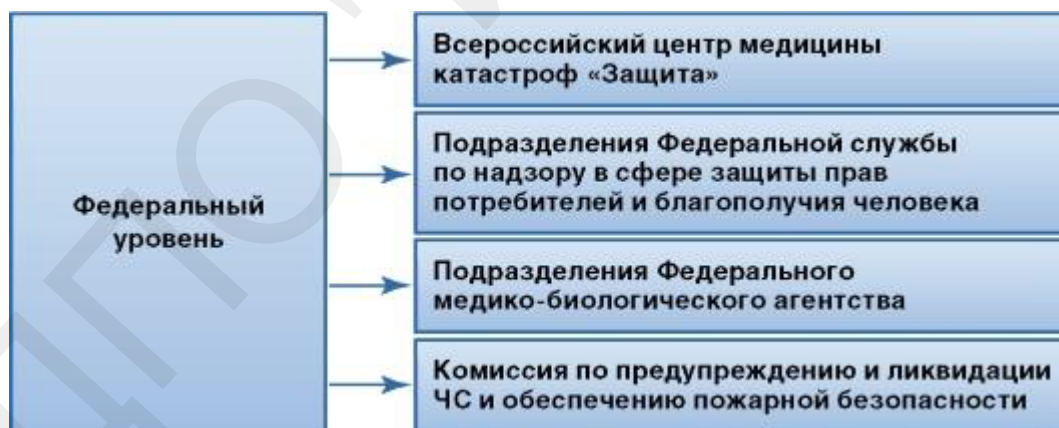 Федеральный
уровень
Всероссийский центр медицины
катастроф «Защита»
Подразделения Федеральной службы
по надзору в сфере защиты прав
потребителей и благополучия человека
Подразделения Федерального
медико-биологического агентства
Комиссия по предупреждению и ликвидации
ЧС и обеспечению пожарной безопасности